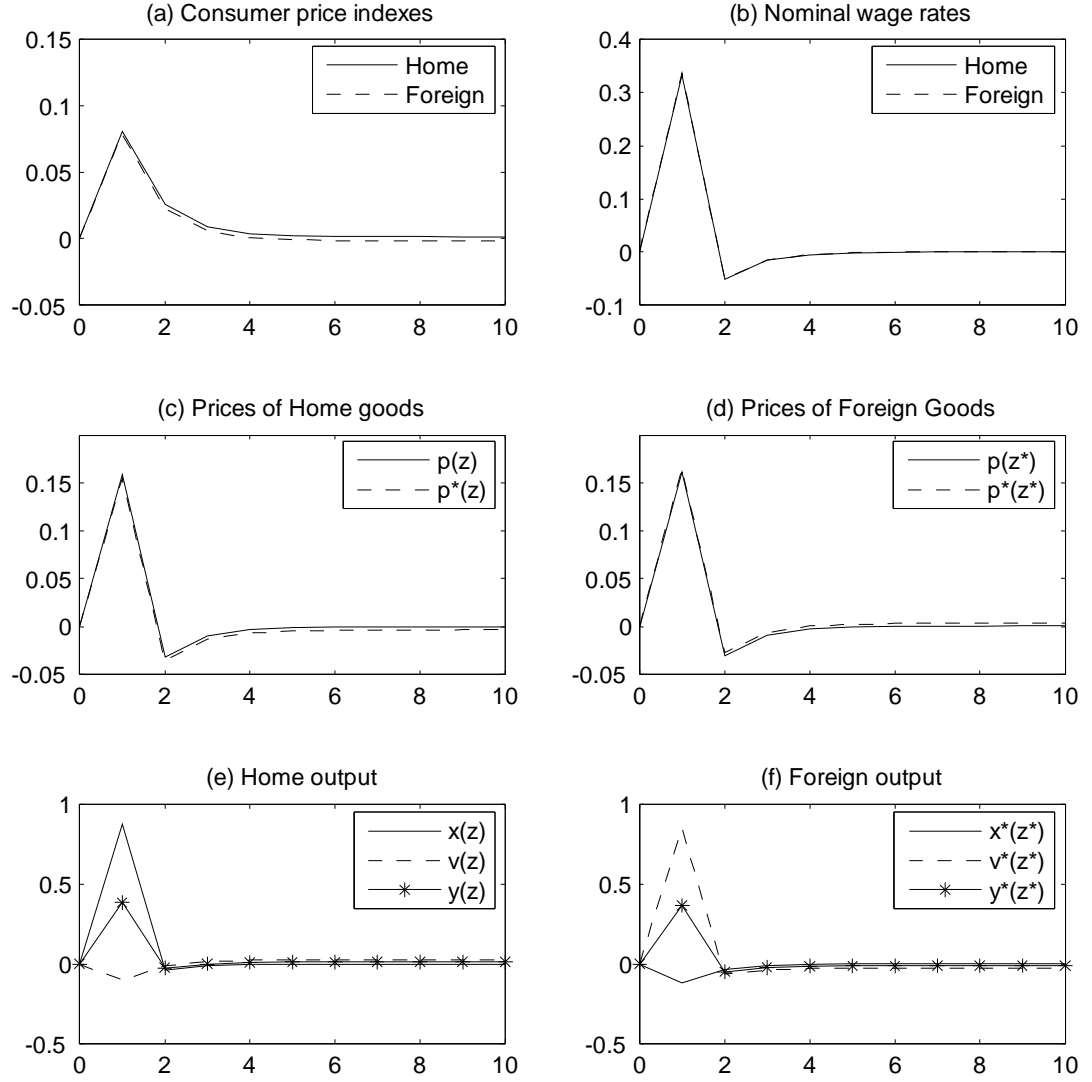 (a) Consumer price indexes
0.15
0.1
0.05
0
-0.05
0 2 4 6 8 10
Home
Foreign
(b) Nominal wage rates
0.4
0.3
0.2
0.1
0
-0.1
0 2 4 6 8 10
Home
Foreign
(c) Prices of Home goods
0.15
0.1
0.05
0
-0.05
0 2 4 6 8 10
p(z)
p*(z)
(d) Prices of Foreign Goods
0.15
0.1
0.05
0
-0.05
0 2 4 6 8 10
p(z*)
p*(z*)
(e) Home output
1
0.5
0
-0.5
0 2 4 6 8 10
x(z)
v(z)
y(z)
(f) Foreign output
1
0.5
0
-0.5
0 2 4 6 8 10
x*(z*)
v*(z*)
y*(z*)